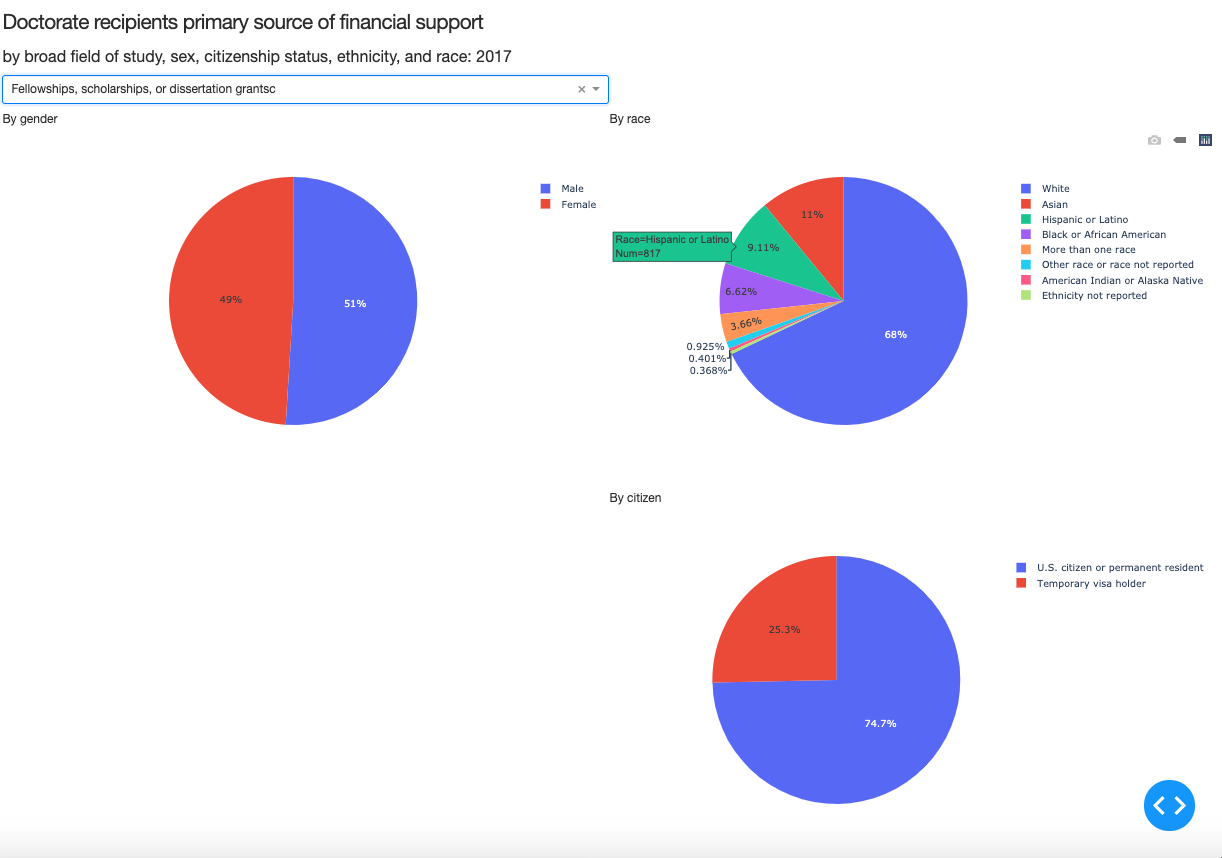 Doctorate recipients primary source of financial support
by broad field of study, sex, citizenship status, ethnicity, and race: 2017
Fellowships, scholarships, or dissertation grantsc
By gender
49%
51%
Male
Female
By race
11%
9.11%
6.62%
3.66%
0.925%
0.401%
0.368%
68%
Race=Hispanic or Latino
Num=817
White
Asian
Hispanic or Latino
Black or African American
More than one race
Other race or race not reported
American Indian or Alaska Native
Ethnicity not reported
By citizen
25.3%
74.7%
U.S. citizen or permanent resident
Temporary visa holder